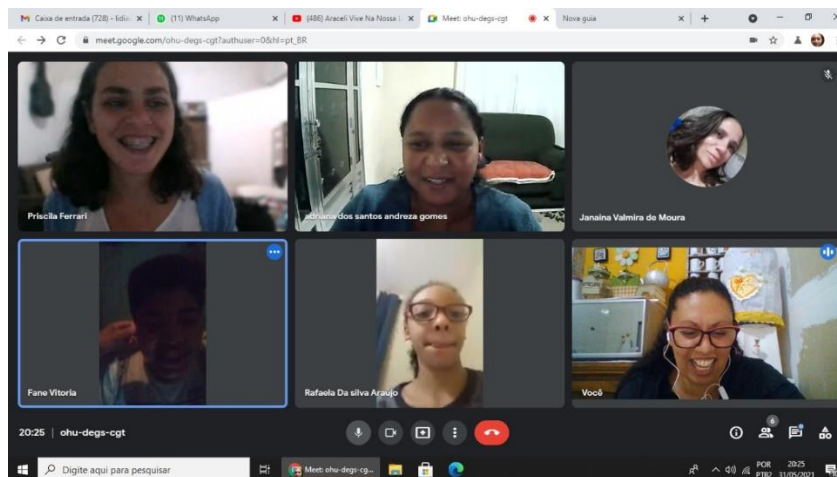 Caixa de entrada (728) - lidia
(11) WhatsApp
(486) Araceli Vive Na Nossa
Meet: ohu-degs-cgt
Nova guia
meet.google.com/ohu-degs-cgt?authuser=0&hl=pt_BR
Priscila Ferrari
adriana dos santos andreza gomes
Janaina Valmira de Moura
Fane Vitoria
Rafaela Da silva Araujo
Você
20:25 | ohu-degs-cgt
6
Digite aqui para pesquisar
Meet: ohu-degs-cg...
POR
20:25
PTB2
31/05/2021